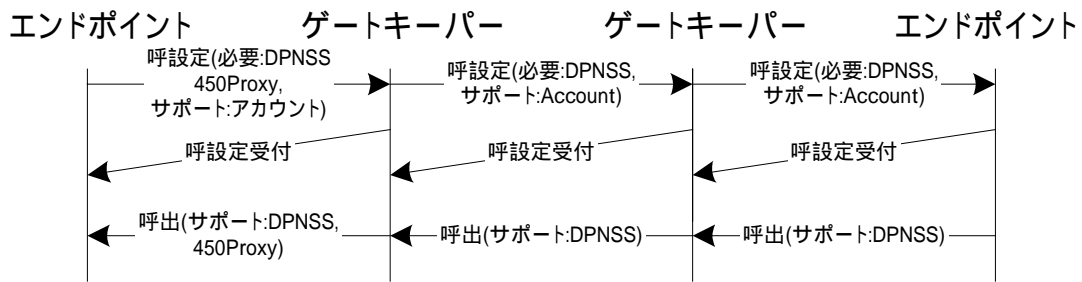 エンドポイント
ゲートキーパー
ゲートキーパー
エンドポイント
呼設定(必要:DPNSS
450Proxy,
サポート:アカウント)
呼設定(必要:DPNSS,
サポート:Account)
呼設定(必要:DPNSS,
サポート:Account)
呼設定受付
呼設定受付
呼設定受付
呼出(サポート:DPNSS,
450Proxy)
呼出(サポート:DPNSS)
呼出(サポート:DPNSS)